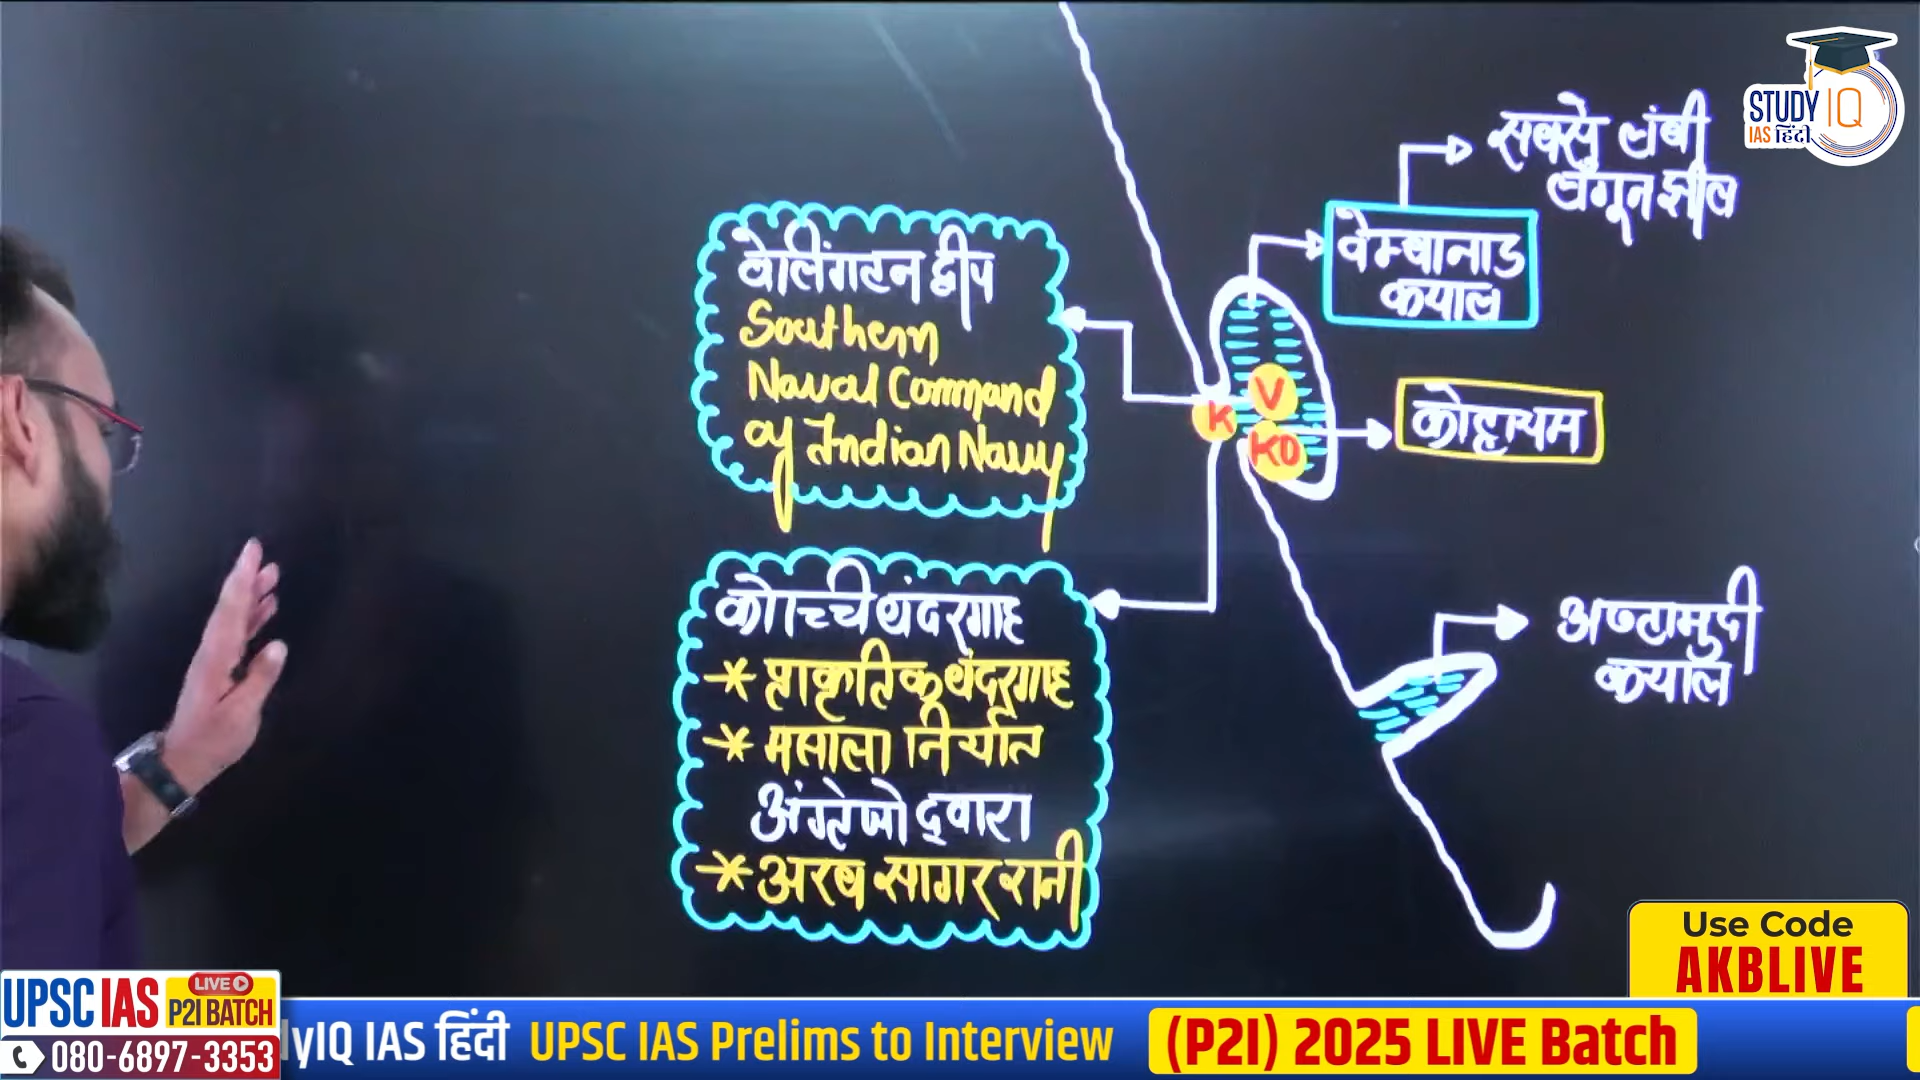 STUDY IQ
IAS हिंदी
सबसे लंबी
लगून झील
वेम्बानाड
कयाल
वेलिंगटन द्वीप
Southern
Naval Command
of Indian Navy
V
K
KO
कोट्टायम
कोच्ची बंदरगाह
* प्राकृतिक बंदरगाह
* मसाला निर्यात
अंग्रेजो द्वारा
* अरब सागर रानी
अष्टामुदी
कयाल
Use Code
AKBLIVE
UPSC IAS LIVE P2I BATCH
080-6897-3353
dyIQ IAS हिंदी UPSC IAS Prelims to Interview (P2I) 2025 LIVE Batch